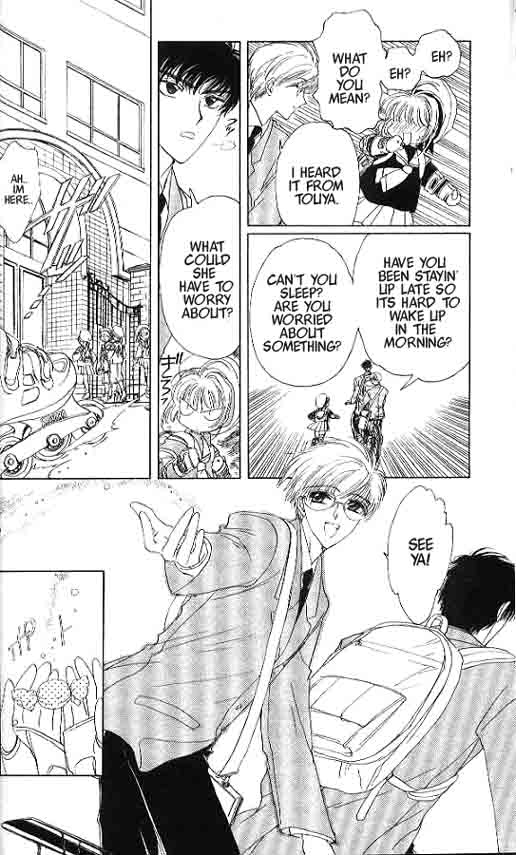 EH?
EH?
WHAT
DO
YOU
MEAN?
I HEARD
IT FROM
TOUYA.
HAVE YOU
BEEN STAYIN'
UP LATE SO
ITS HARD TO
WAKE UP
IN THE
MORNING?
CAN'T YOU
SLEEP?
ARE YOU
WORRIED
ABOUT
SOMETHING?
WHAT
COULD
SHE
HAVE TO
WORRY
ABOUT?
AH..
IM
HERE..
SEE
YA!